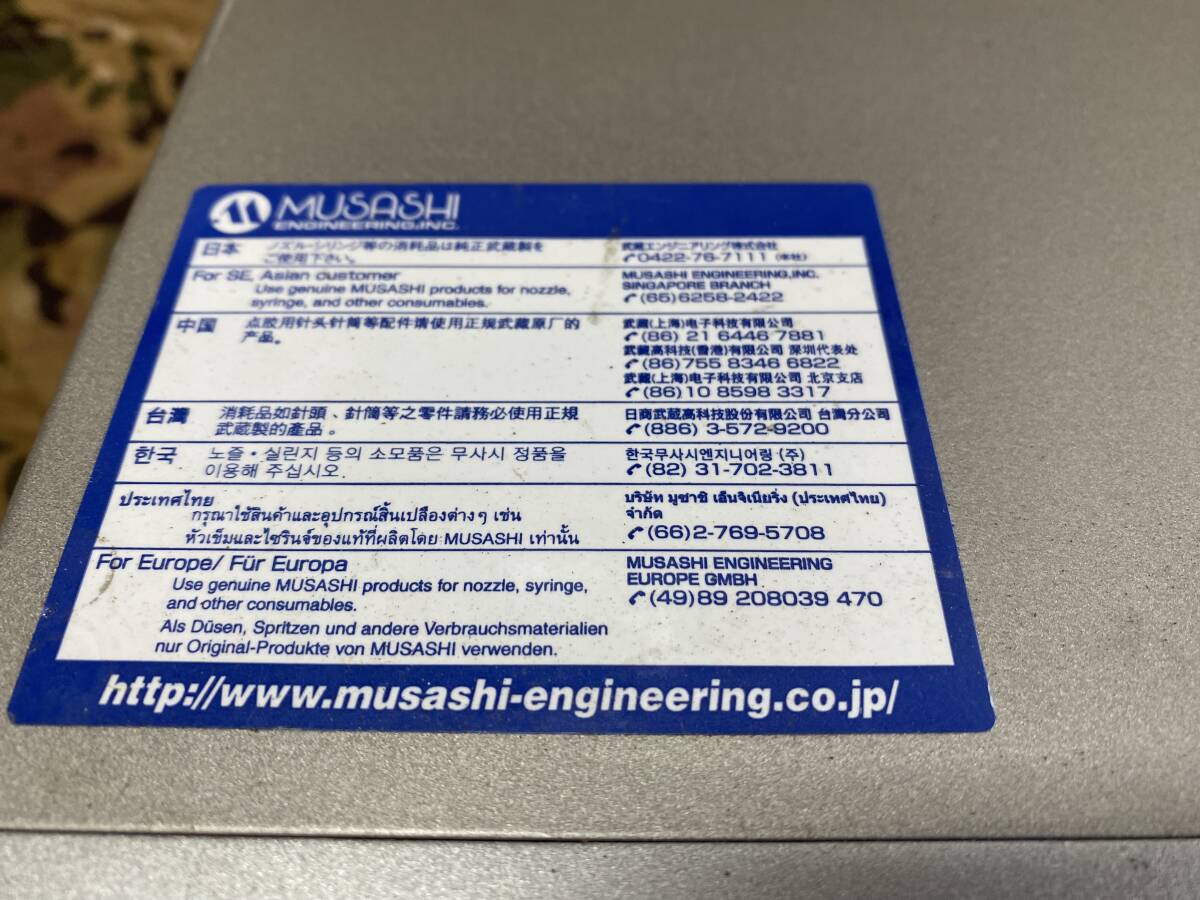 MUSASHI
ENGINEERING,INC.
日本 ノズル・シリンジ等の消耗品は純正武蔵製を
ご使用下さい。
武蔵エンジニアリング株式会社
0422-76-7111 (本社)
For SE, Asian customer
Use genuine MUSASHI products for nozzle,
syringe, and other consumables.
MUSASHI ENGINEERING,INC.
SINGAPORE BRANCH
(65)6258-2422
中国 点胶用针头针筒等配件请使用正规武藏原厂的
产品。
武藏(上海)电子科技有限公司
(86) 21 6446 7881
武藏高科技(香港)有限公司 深圳代表处
(86)755 8346 6822
武藏(上海)电子科技有限公司 北京支店
(86)10 8598 3317
台灣 消耗品如針頭、針筒等之零件請務必使用正規
武蔵製的產品。
日商武蔵高科技股份有限公司 台灣分公司
(886) 3-572-9200
한국 노즐・실린지 등의 소모품은 무사시 정품을
이용해 주십시오.
한국무사시엔지니어링 (주)
(82) 31-702-3811
ประเทศไทย
กรุณาใช้สินค้าและอุปกรณ์สิ้นเปลืองต่างๆ เช่น
หัวเข็มและไซรินจ์ของแท้ที่ผลิตโดย MUSASHI เท่านั้น
บริษัท มูซาชิ เอ็นจิเนียริ่ง (ประเทศไทย)
จำกัด
(66)2-769-5708
For Europe/ Für Europa
Use genuine MUSASHI products for nozzle, syringe,
and other consumables.
Als Düsen, Spritzen und andere Verbrauchsmaterialien
nur Original-Produkte von MUSASHI verwenden.
MUSASHI ENGINEERING
EUROPE GMBH
(49)89 208039 470
http://www.musashi-engineering.co.jp/